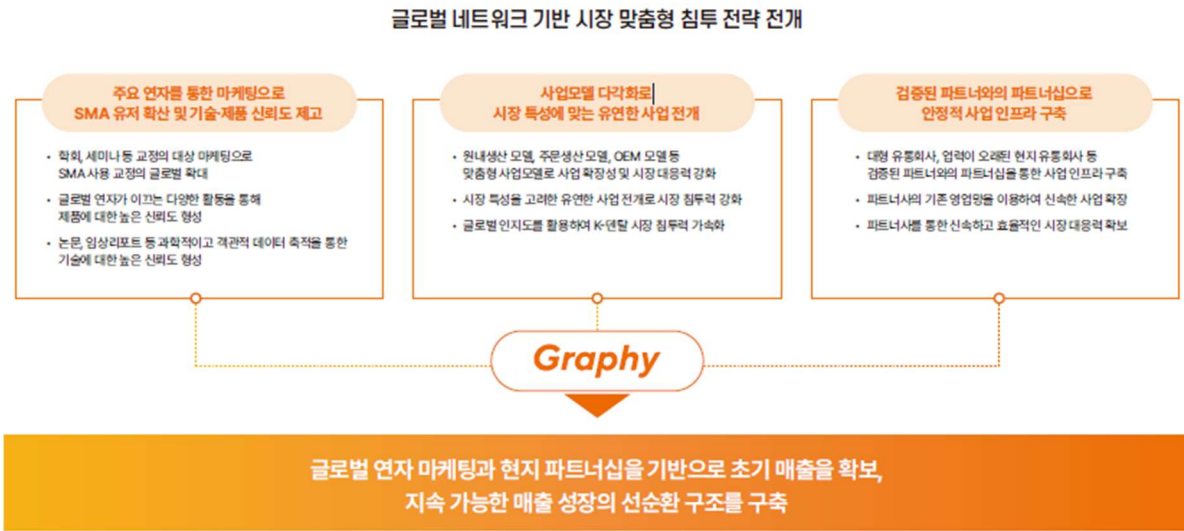 글로벌 네트워크 기반 시장 맞춤형 침투 전략 전개
주요 연자를 통한 마케팅으로
SMA 유저 확산 및 기술·제품 신뢰도 제고
• 학회, 세미나 등 교정의 대상 마케팅으로
SMA 사용 교정의 글로벌 확대
• 글로벌 연자가 이끄는 다양한 활동을 통해
제품에 대한 높은 신뢰도 형성
• 논문, 임상리포트 등 과학적이고 객관적 데이터 축적을 통한
기술에 대한 높은 신뢰도 형성
사업모델 다각화로
시장 특성에 맞는 유연한 사업 전개
• 원내생산 모델, 주문생산 모델, OEM 모델 등
맞춤형 사업모델로 사업 확장성 및 시장 대응력 강화
• 시장 특성을 고려한 유연한 사업 전개로 시장 침투력 강화
• 글로벌 인지도를 활용하여 K-덴탈 시장 침투력 가속화
검증된 파트너와의 파트너십으로
안정적 사업 인프라 구축
• 대형 유통회사, 업력이 오래된 현지 유통회사 등
검증된 파트너와의 파트너십을 통한 사업 인프라 구축
• 파트너사의 기존 영업망을 이용하여 신속한 사업 확장
• 파트너사를 통한 신속하고 효율적인 시장 대응력 확보
Graphy
글로벌 연자 마케팅과 현지 파트너십을 기반으로 초기 매출을 확보,
지속 가능한 매출 성장의 선순환 구조를 구축